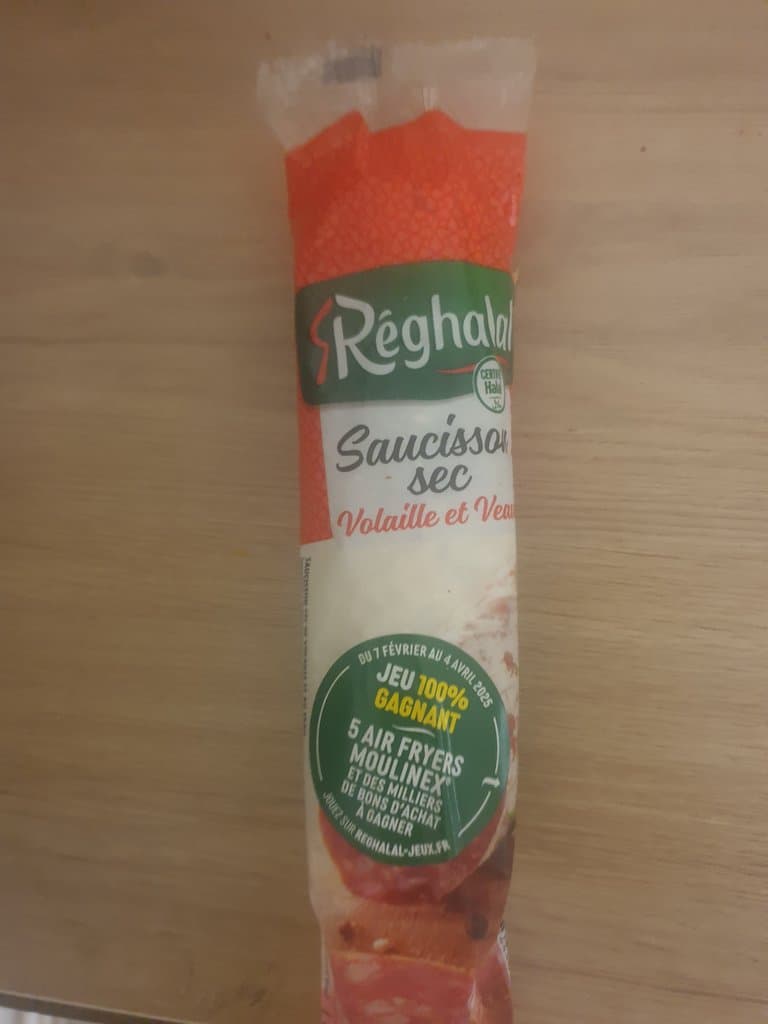 Réghalal
CERTIFIÉ
Halal
Saucisson
sec
Volaille et Veau
DU 7 FÉVRIER AU 4 AVRIL 2025
JEU 100%
GAGNANT
5 AIR FRYERS
MOULINEX*
ET DES MILLIERS
DE BONS D'ACHAT
À GAGNER
JOUEZ SUR REGHALAL-JEUX.FR